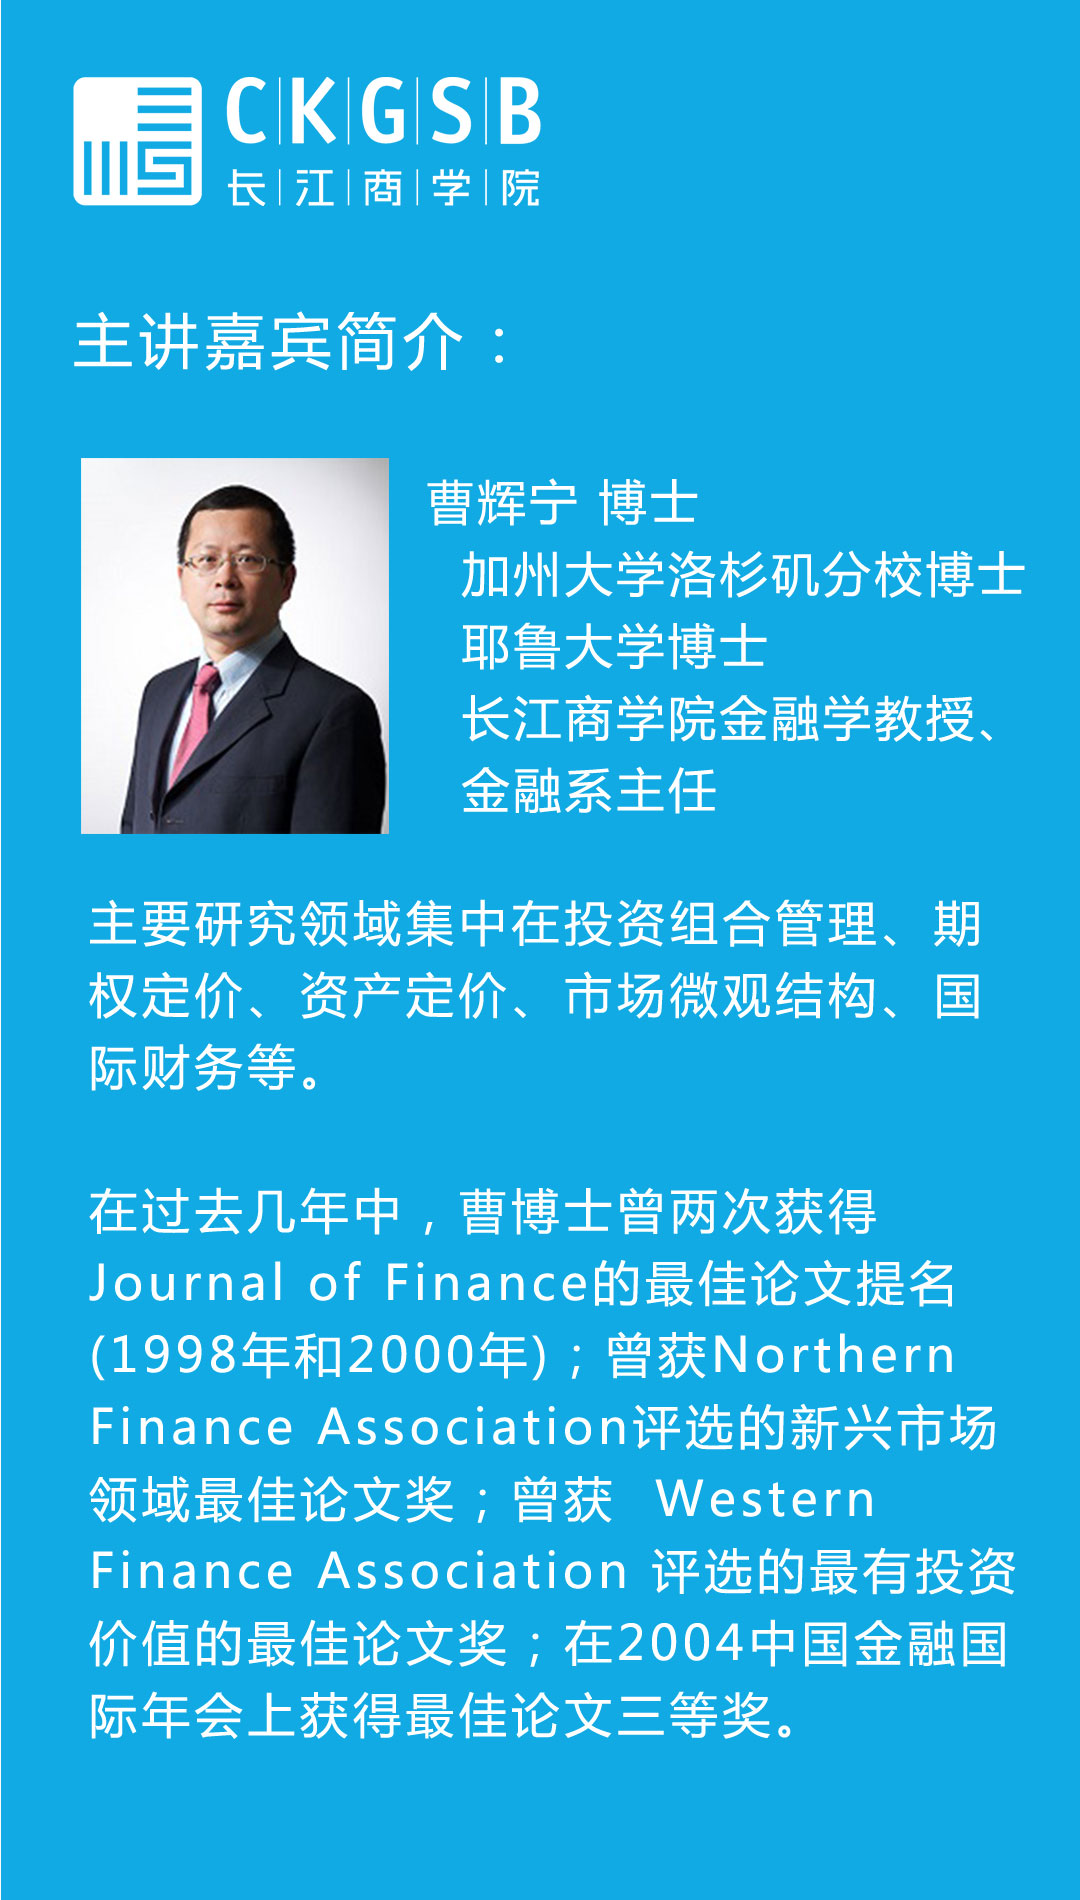 CKGSB
长江商学院
主讲嘉宾简介：
曹辉宁 博士
加州大学洛杉矶分校博士
耶鲁大学博士
长江商学院金融学教授、
金融系主任
主要研究领域集中在投资组合管理、期
权定价、资产定价、市场微观结构、国
际财务等。
在过去几年中，曹博士曾两次获得
Journal of Finance的最佳论文提名
(1998年和2000年)；曾获Northern
Finance Association评选的新兴市场
领域最佳论文奖；曾获 Western
Finance Association 评选的最有投资
价值的最佳论文奖；在2004中国金融国
际年会上获得最佳论文三等奖。